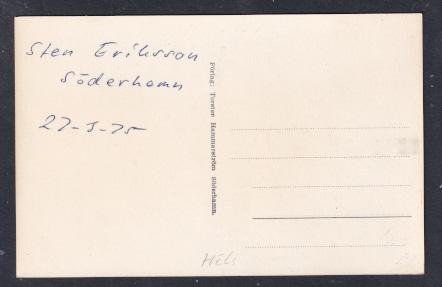 Sten Eriksson
Söderhamn
27-5-75
Förlag: Torsten Hammarström Söderhamn.
Häls